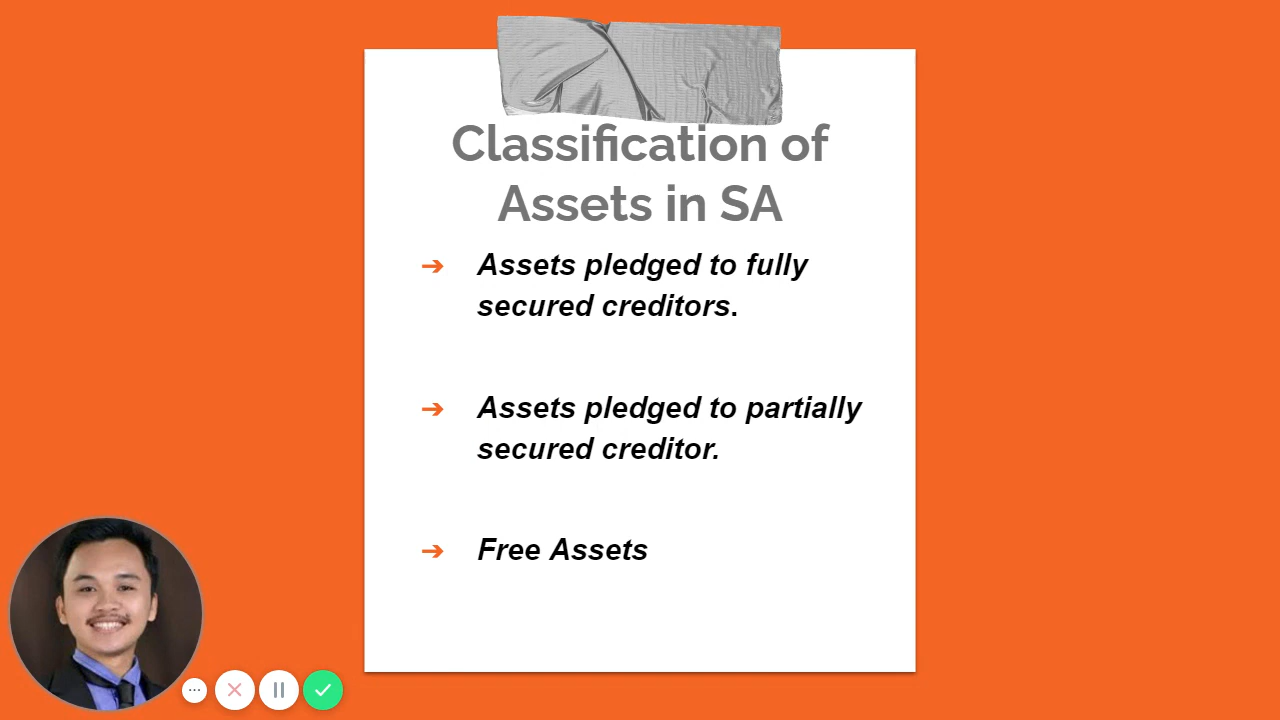 Classification of
Assets in SA
➔ Assets pledged to fully
secured creditors.
➔ Assets pledged to partially
secured creditor.
➔ Free Assets